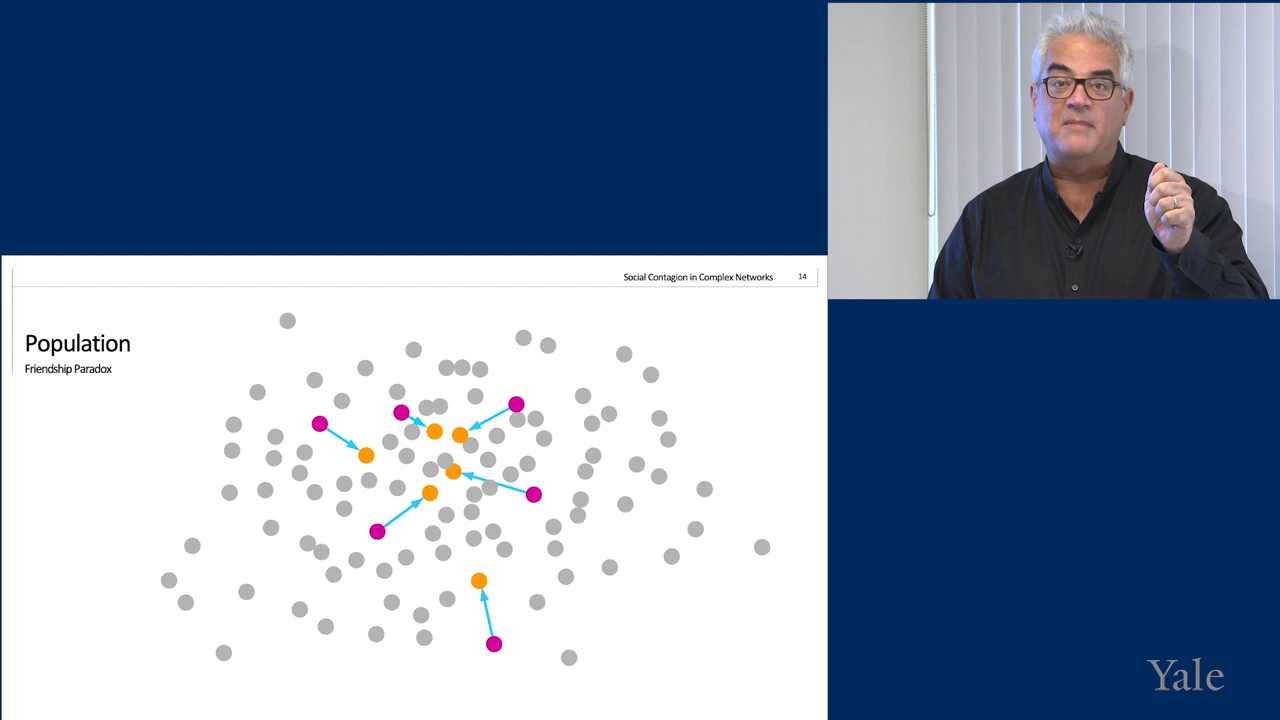 Social Contagion in Complex Networks 14
Population
Friendship Paradox
Yale